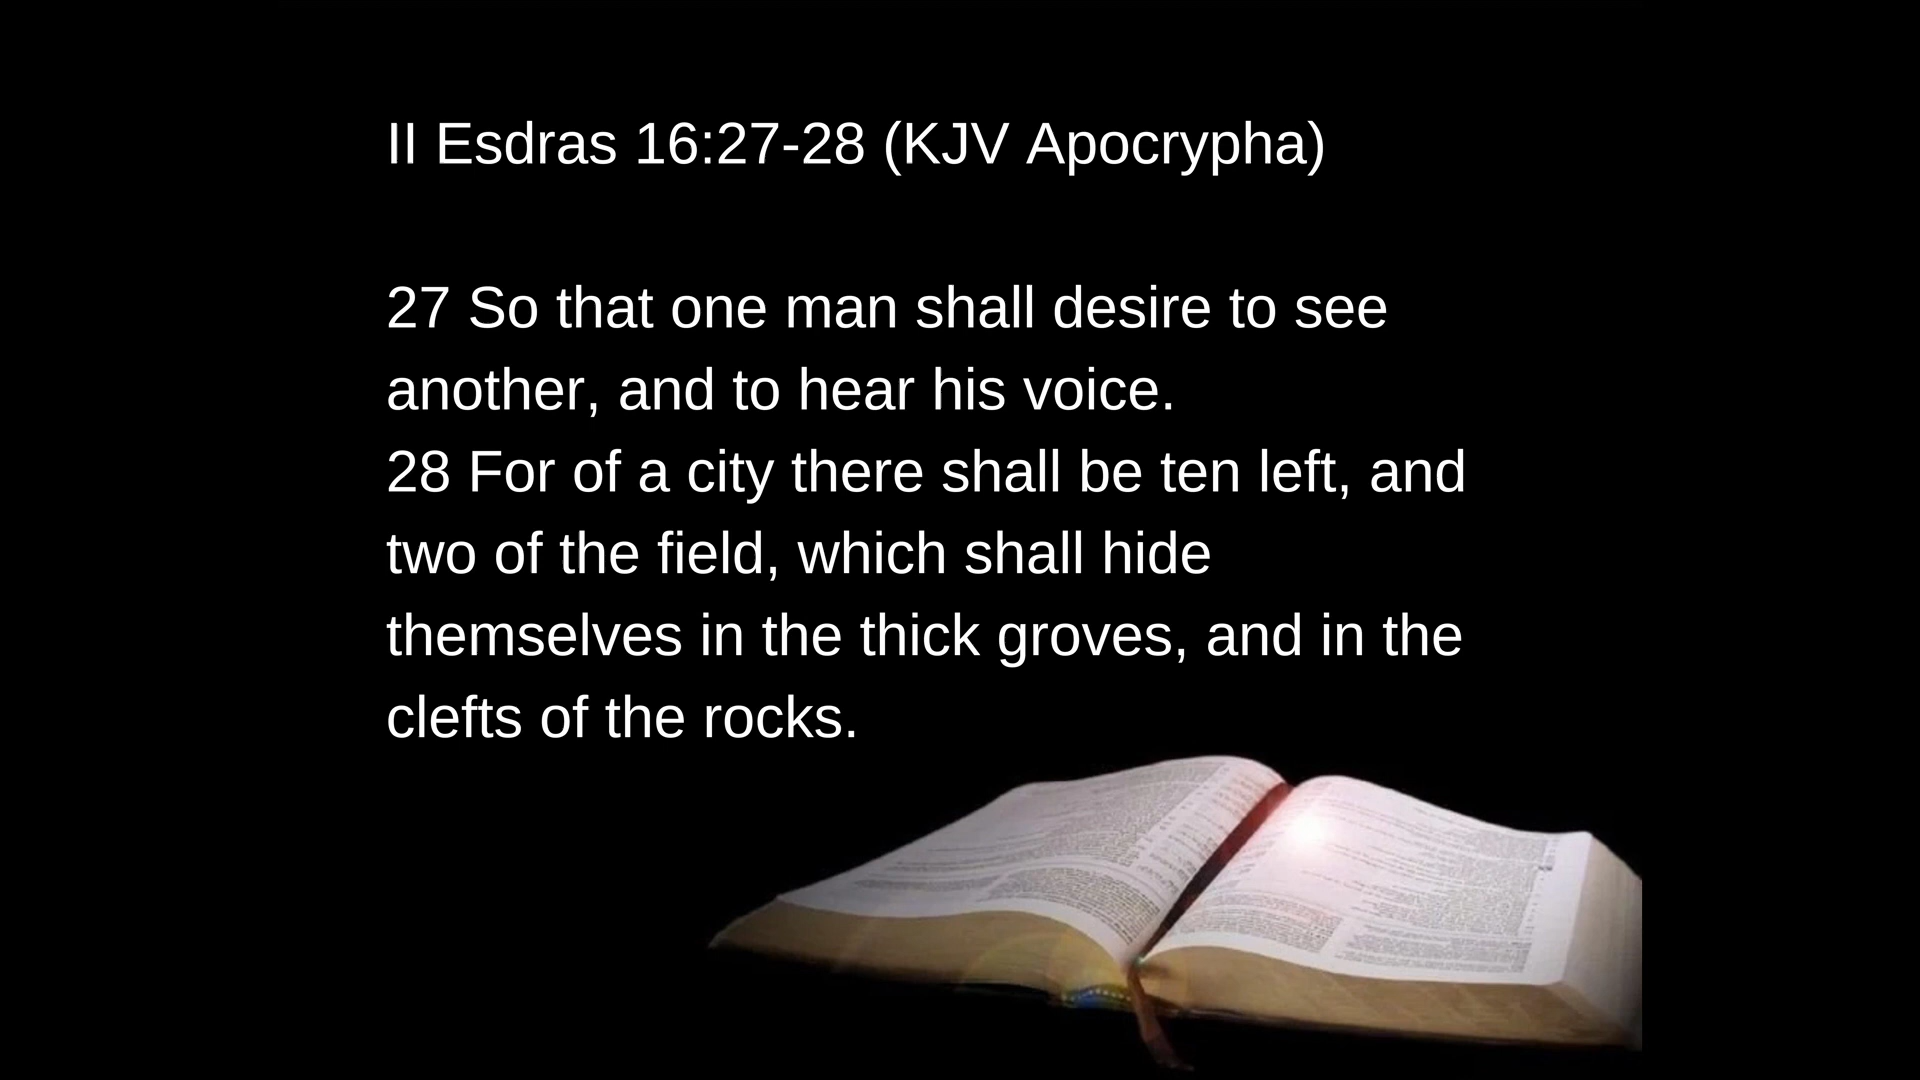 II Esdras 16:27-28 (KJV Apocrypha)
27 So that one man shall desire to see
another, and to hear his voice.
28 For of a city there shall be ten left, and
two of the field, which shall hide
themselves in the thick groves, and in the
clefts of the rocks.